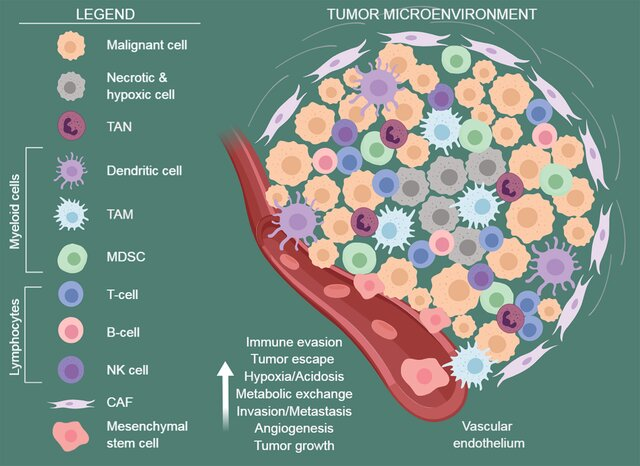 LEGEND
Malignant cell
Necrotic &
hypoxic cell
TAN
Myeloid cells
Dendritic cell
TAM
MDSC
Lymphocytes
T-cell
B-cell
NK cell
CAF
Mesenchymal
stem cell
TUMOR MICROENVIRONMENT
Immune evasion
Tumor escape
Hypoxia/Acidosis
Metabolic exchange
Invasion/Metastasis
Angiogenesis
Tumor growth
Vascular
endothelium